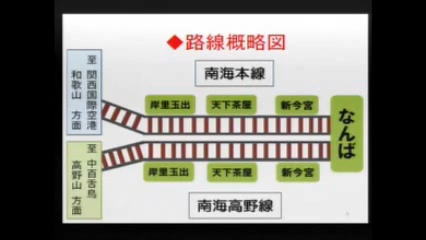 ◆路線概略図
南海本線
至 関西国際空港
和歌山 方面
岸里玉出
天下茶屋
新今宮
なんば
至 中百舌鳥
高野山 方面
岸里玉出
天下茶屋
新今宮
南海高野線